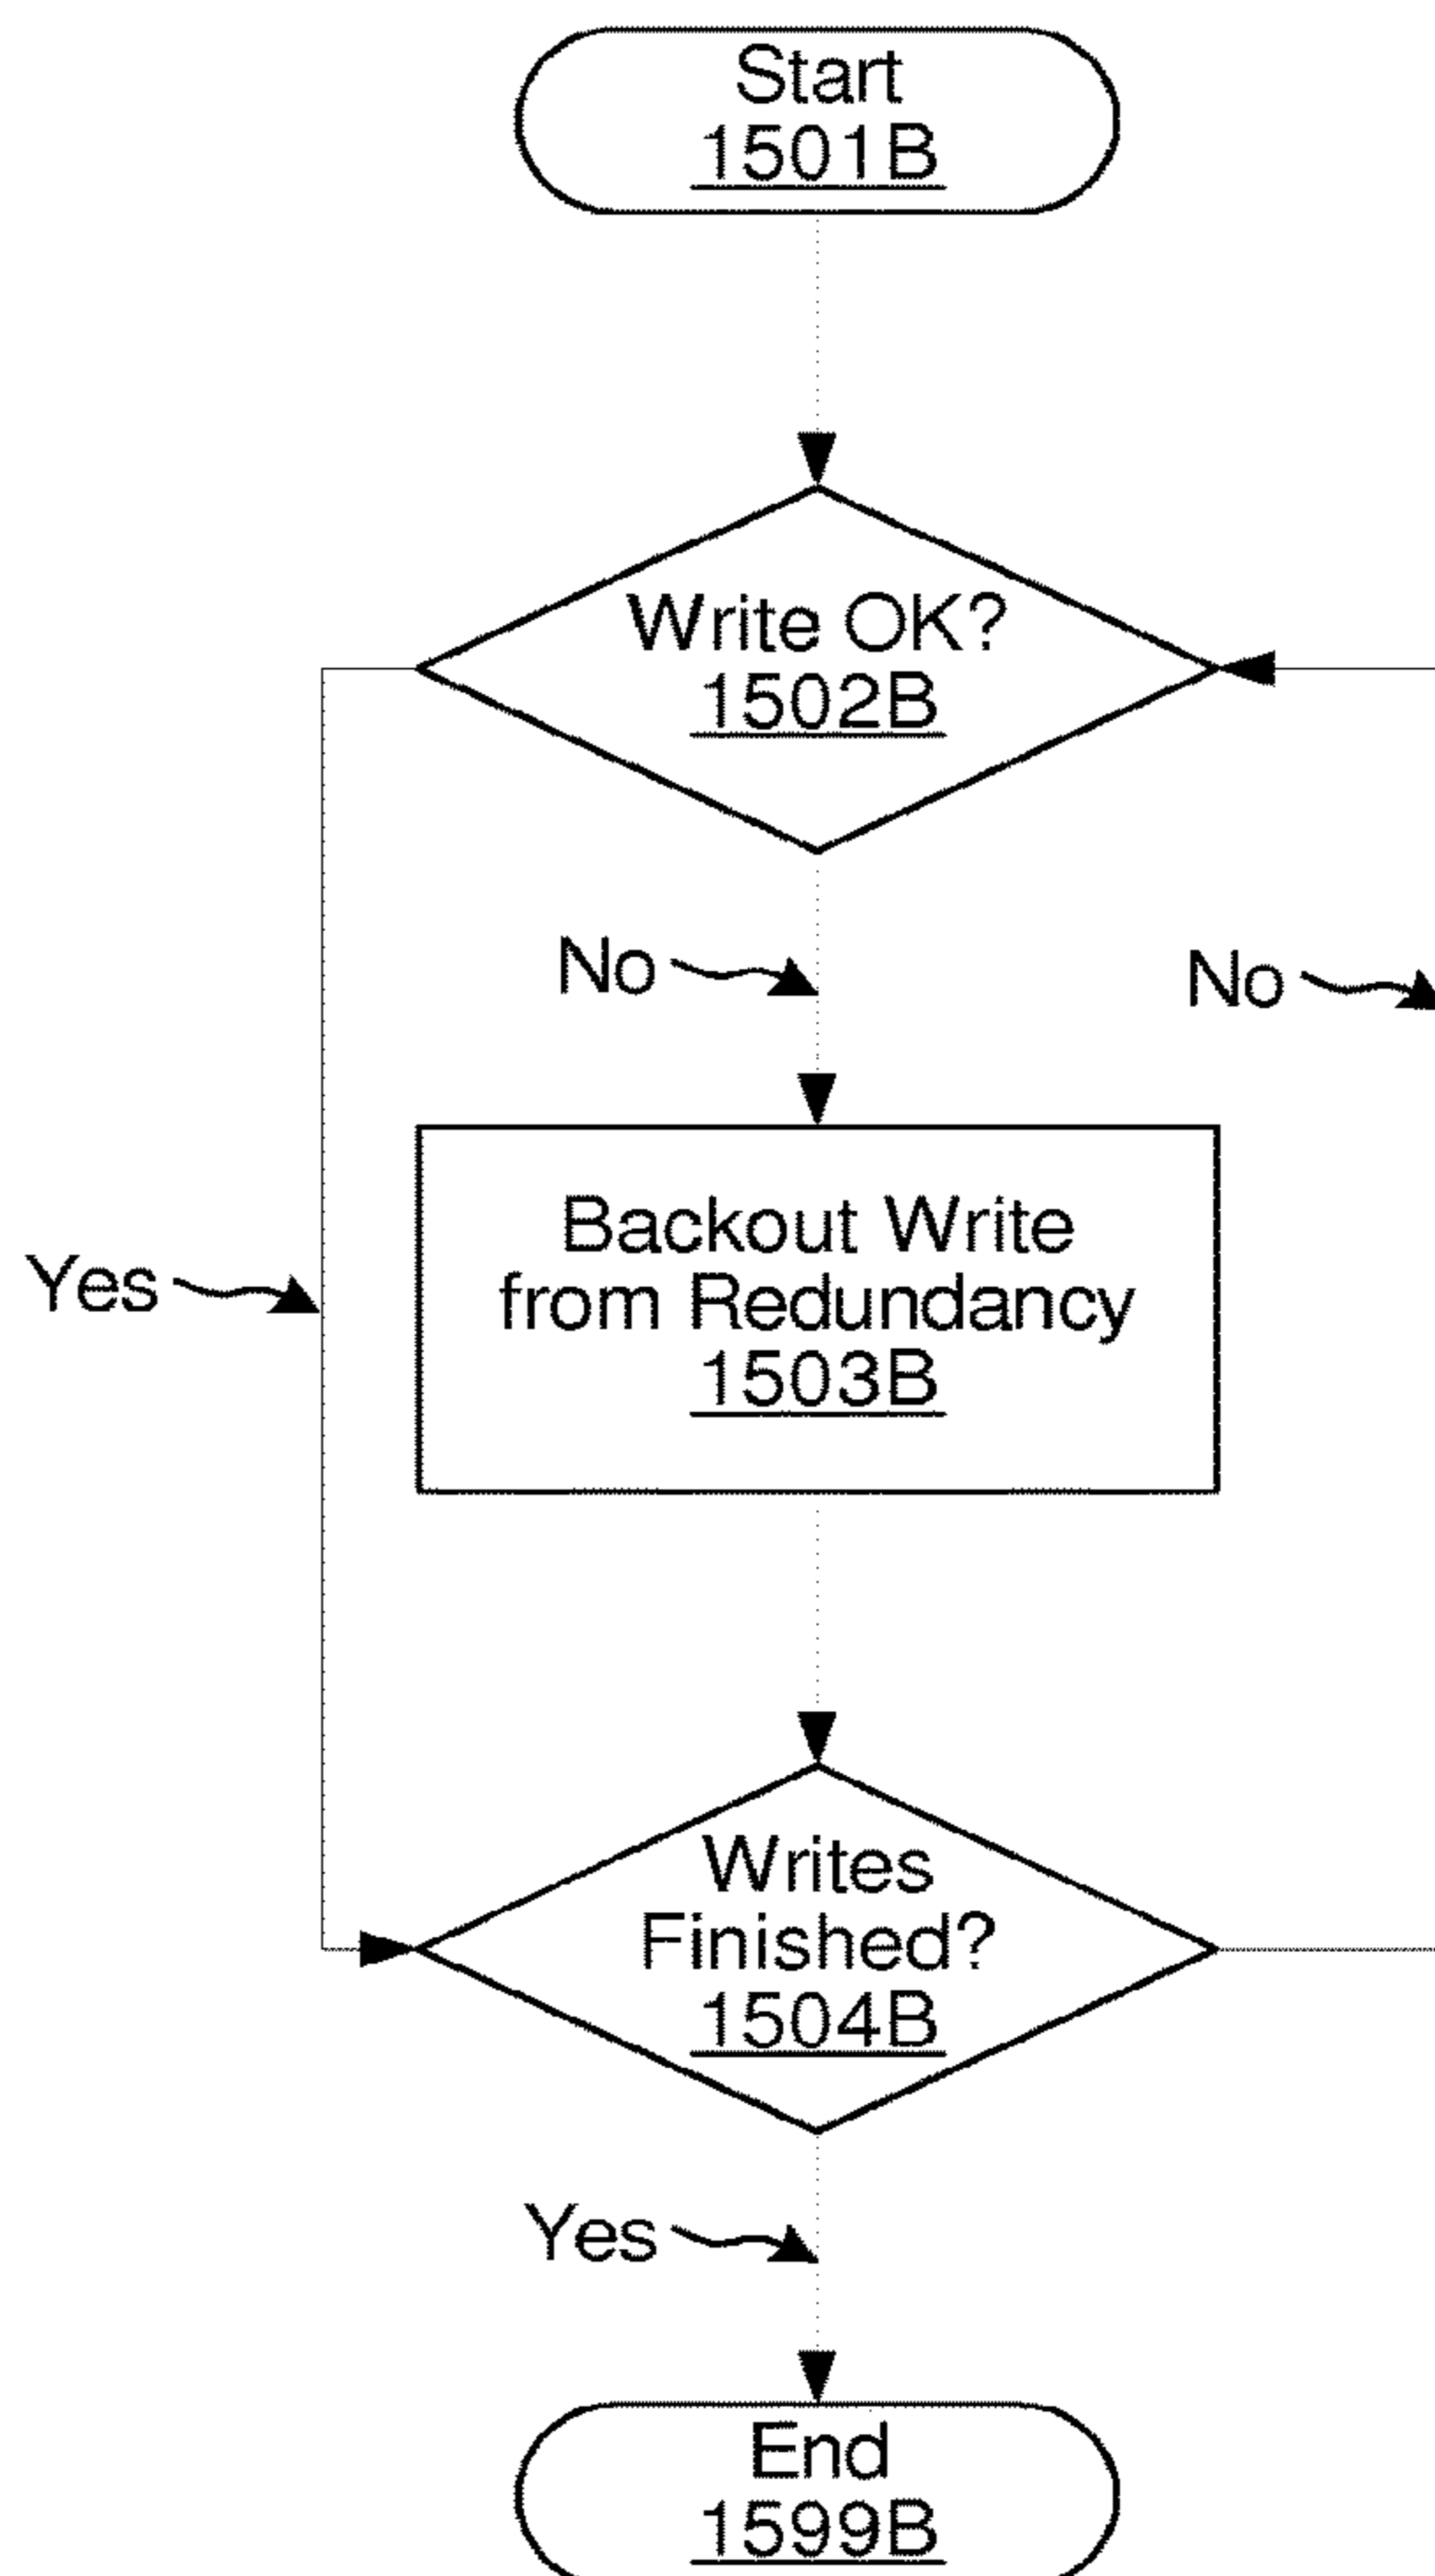 Start
1501B
Write OK?
1502B
No
No
Backout Write
from Redundancy
1503B
Yes
Writes
Finished?
1504B
Yes
End
1599B